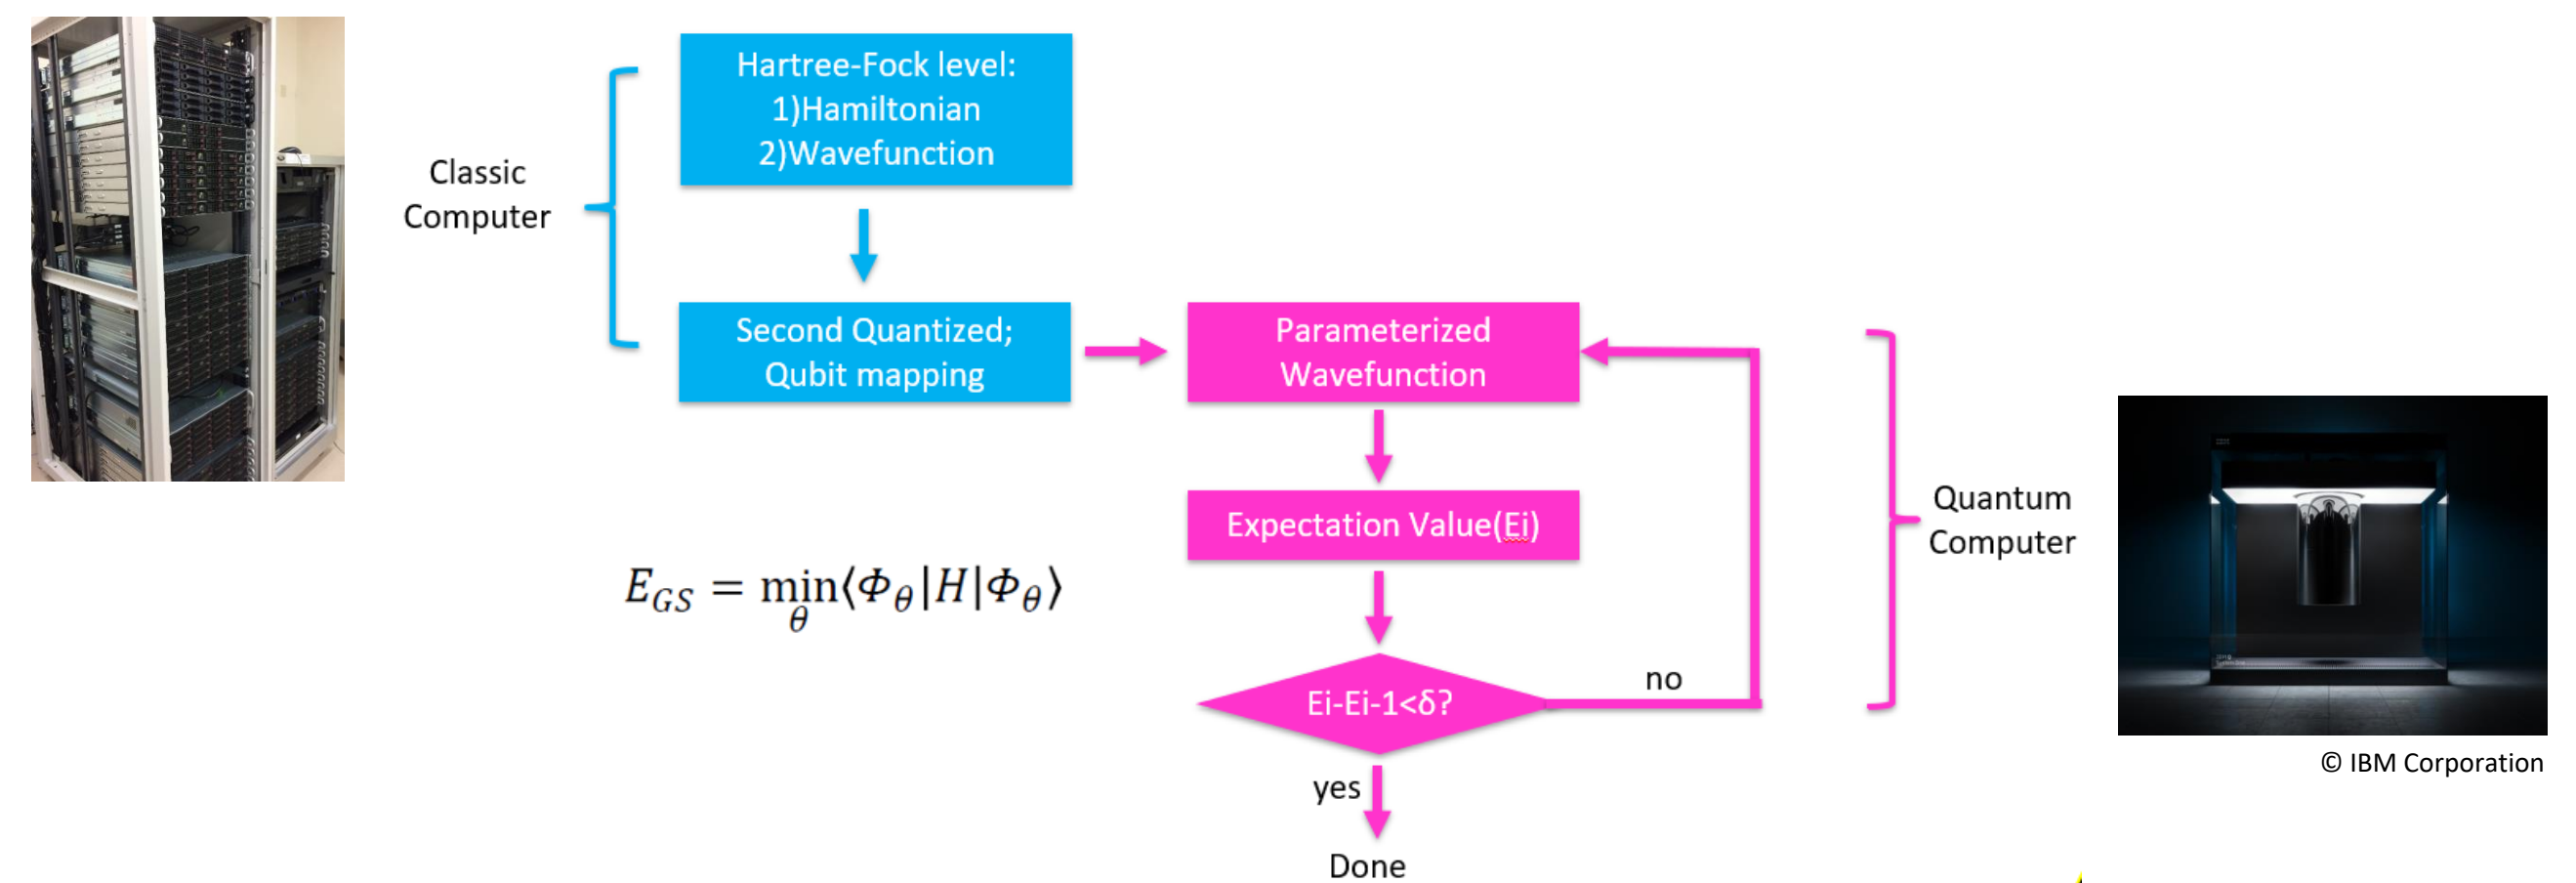 Hartree-Fock level:
1)Hamiltonian
2)Wavefunction
Classic
Computer
Second Quantized;
Qubit mapping
Parameterized
Wavefunction
Expectation Value(Ei)
Quantum
Computer
E_GS = min_θ⟨Φ_θ|H|Φ_θ⟩
Ei-Ei-1<δ?
no
yes
Done
IBM
© IBM Corporation